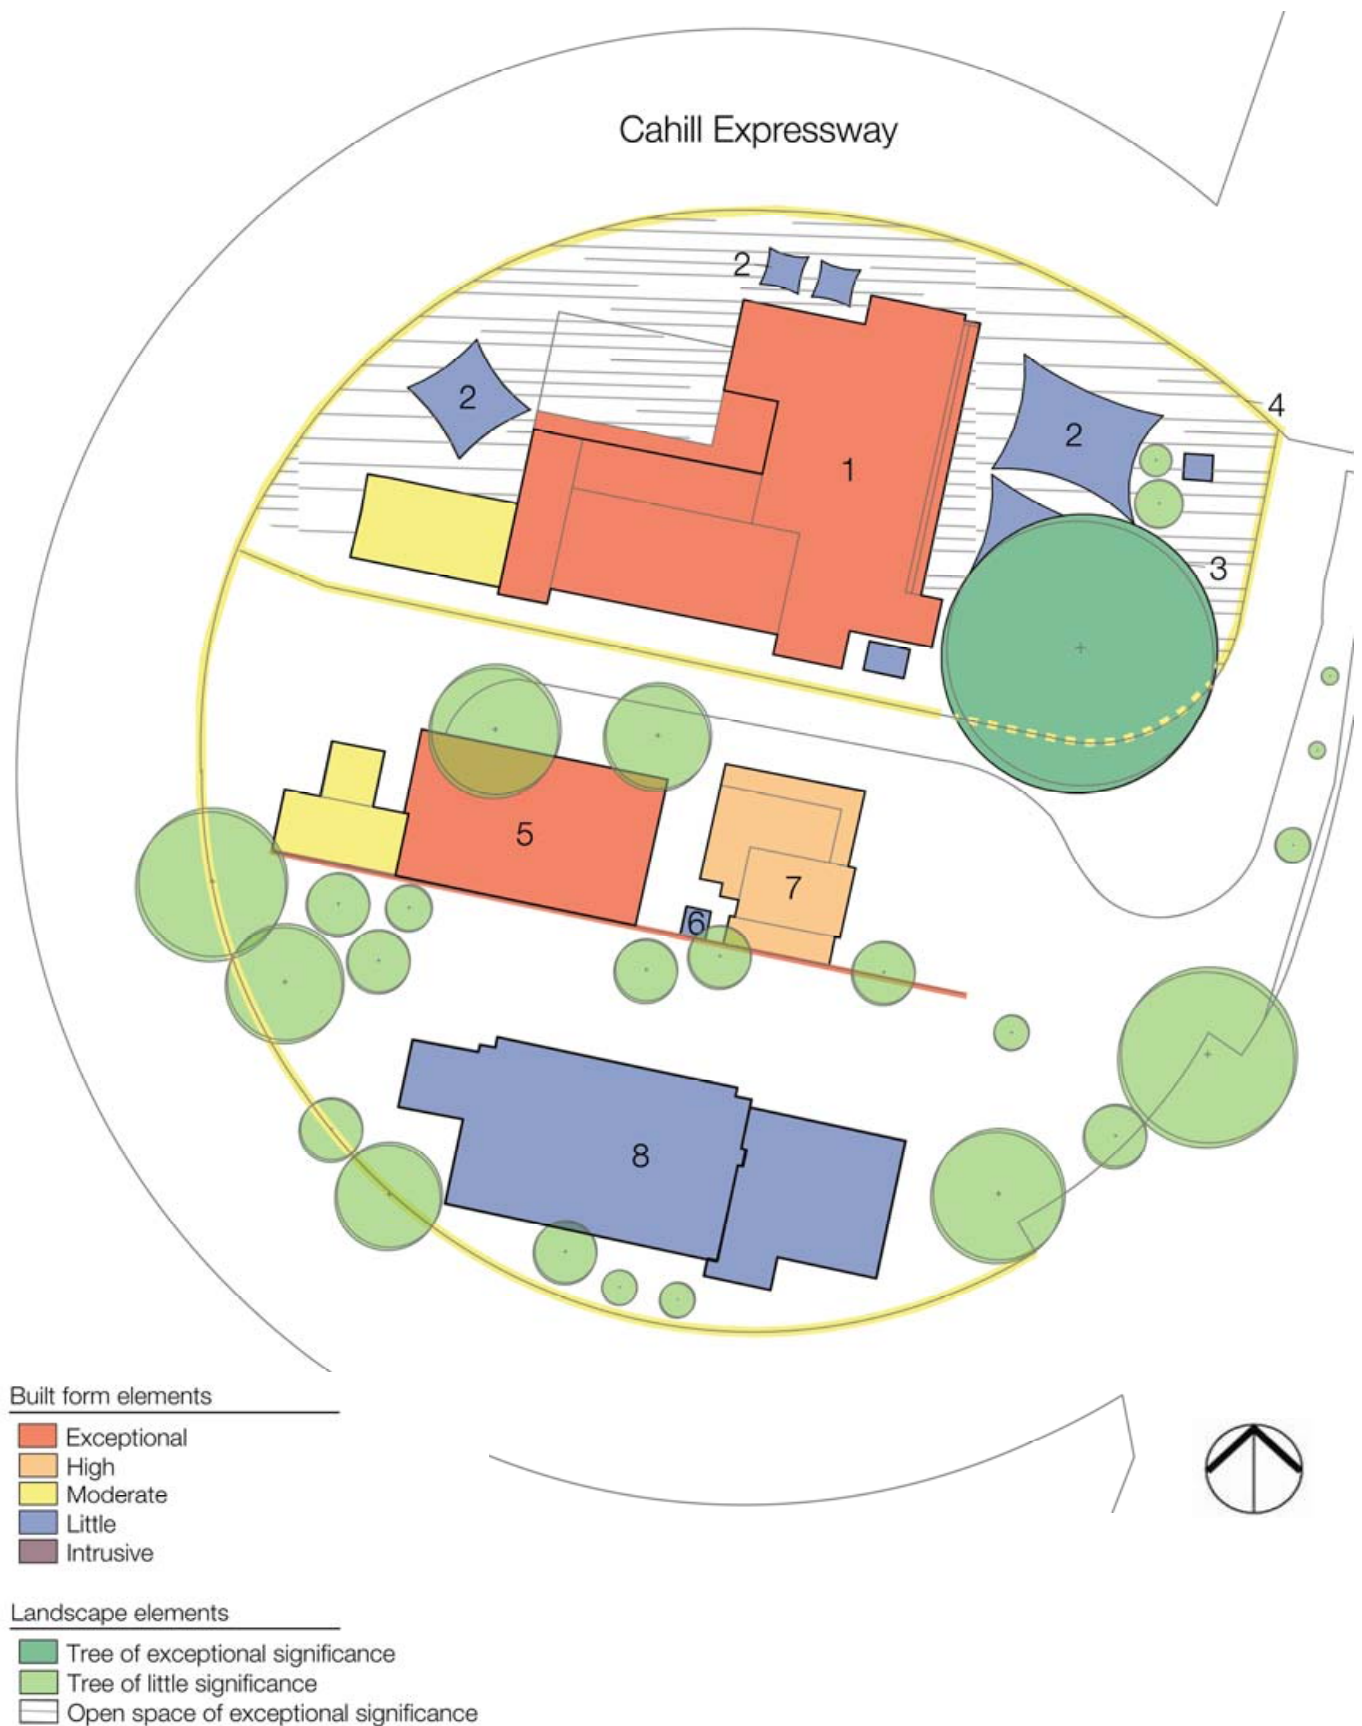 Cahill Expressway
2
2
4
2
1
3
5
7
6
8
Built form elements
Exceptional
High
Moderate
Little
Intrusive
Landscape elements
Tree of exceptional significance
Tree of little significance
Open space of exceptional significance